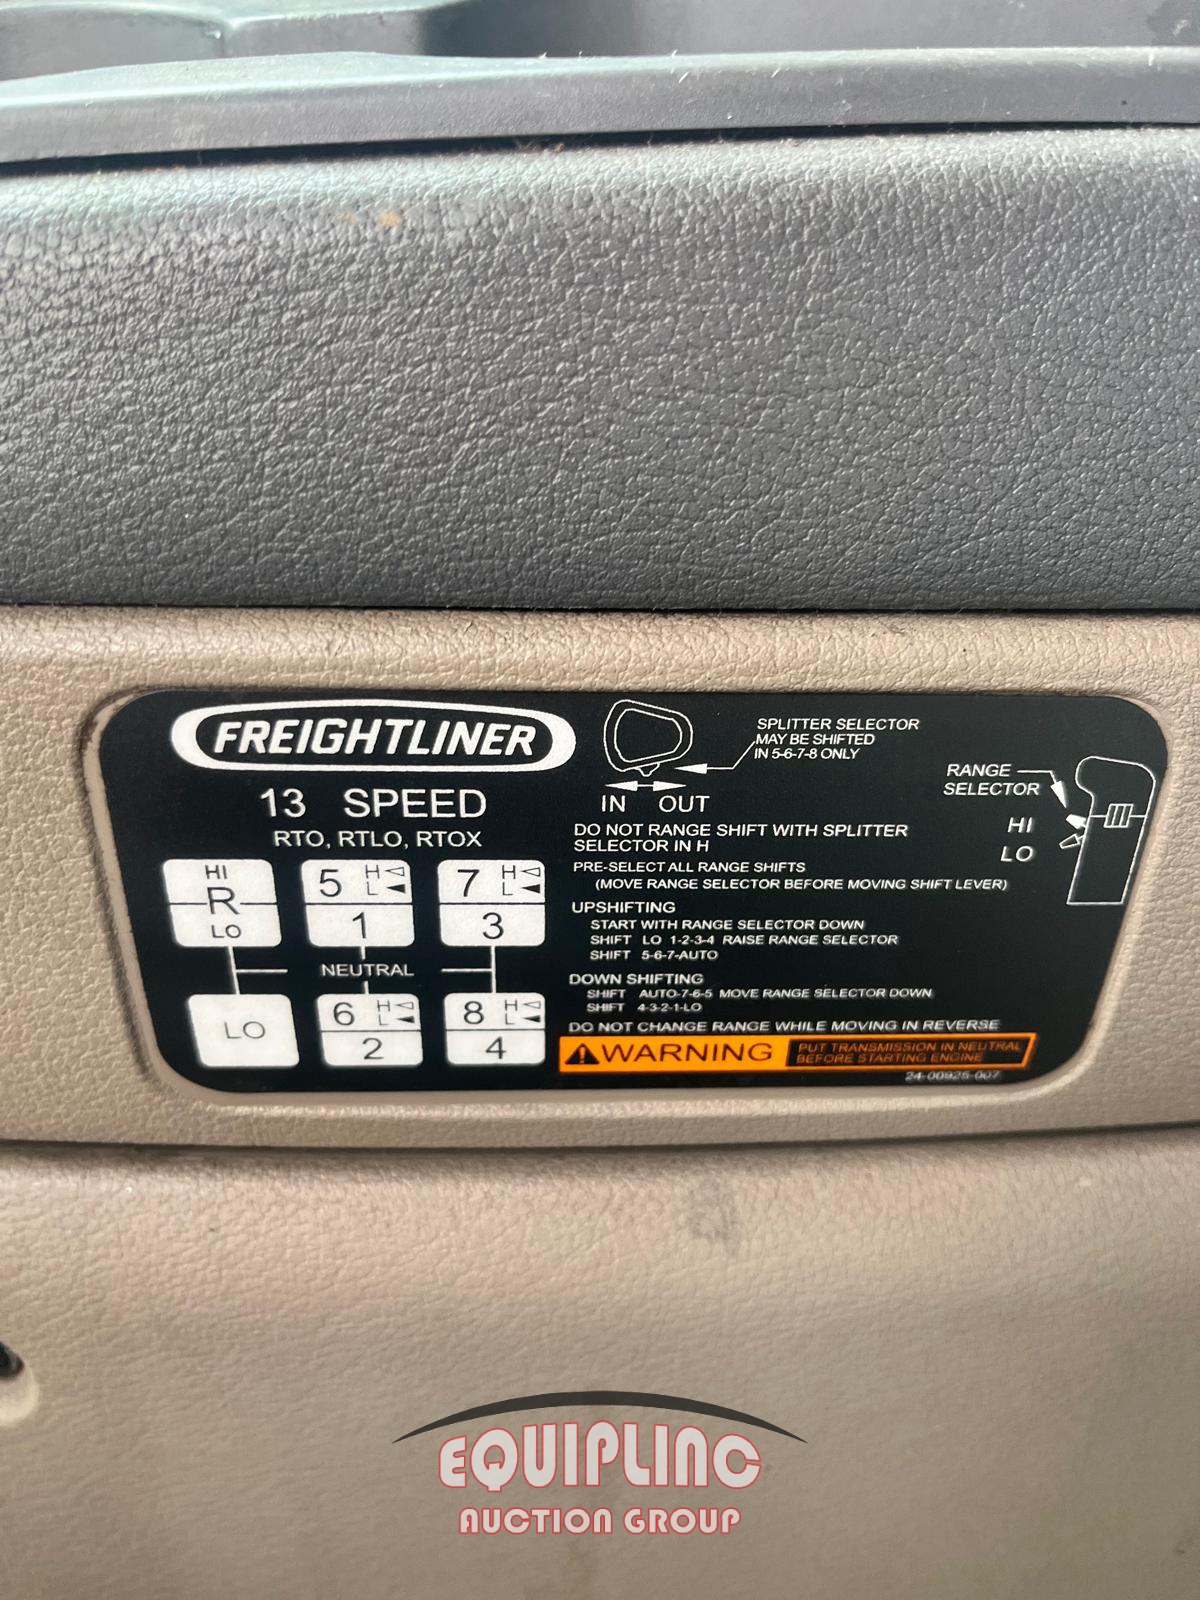 FREIGHTLINER
13 SPEED
RTO, RTLO, RTOX
HI
R
LO
5 H L
1
7 H L
3
NEUTRAL
LO
6 H L
2
8 H L
4
SPLITTER SELECTOR
MAY BE SHIFTED
IN 5-6-7-8 ONLY
IN OUT
RANGE
SELECTOR
HI
LO
DO NOT RANGE SHIFT WITH SPLITTER
SELECTOR IN H
PRE-SELECT ALL RANGE SHIFTS
(MOVE RANGE SELECTOR BEFORE MOVING SHIFT LEVER)
UPSHIFTING
START WITH RANGE SELECTOR DOWN
SHIFT LO 1-2-3-4 RAISE RANGE SELECTOR
SHIFT 5-6-7-AUTO
DOWN SHIFTING
SHIFT AUTO-7-6-5 MOVE RANGE SELECTOR DOWN
SHIFT 4-3-2-1-LO
DO NOT CHANGE RANGE WHILE MOVING IN REVERSE
WARNING
PUT TRANSMISSION IN NEUTRAL
BEFORE STARTING ENGINE
24-00925-007
EQUIPLINC
AUCTION GROUP